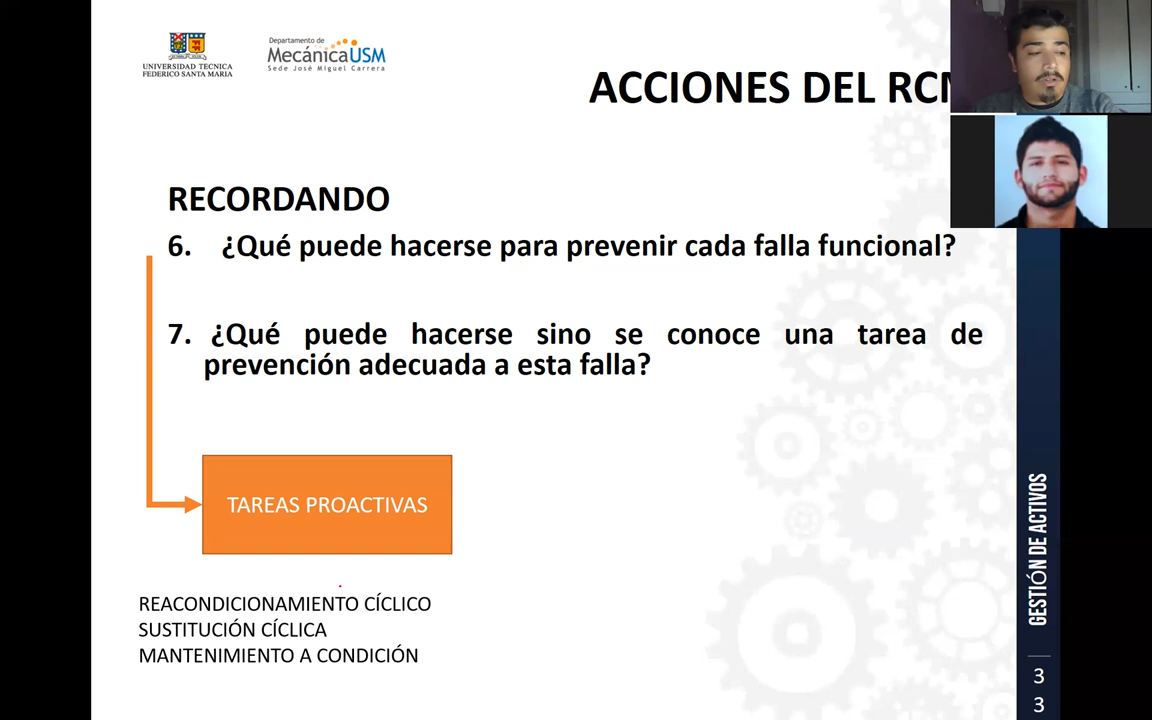 UNIVERSIDAD TECNICA
FEDERICO SANTA MARIA
Departamento de
MecánicaUSM
Sede José Miguel Carrera
ACCIONES DEL RCM
RECORDANDO
6. ¿Qué puede hacerse para prevenir cada falla funcional?
7. ¿Qué puede hacerse sino se conoce una tarea de
prevención adecuada a esta falla?
TAREAS PROACTIVAS
REACONDICIONAMIENTO CÍCLICO
SUSTITUCIÓN CÍCLICA
MANTENIMIENTO A CONDICIÓN
GESTIÓN DE ACTIVOS
3
3